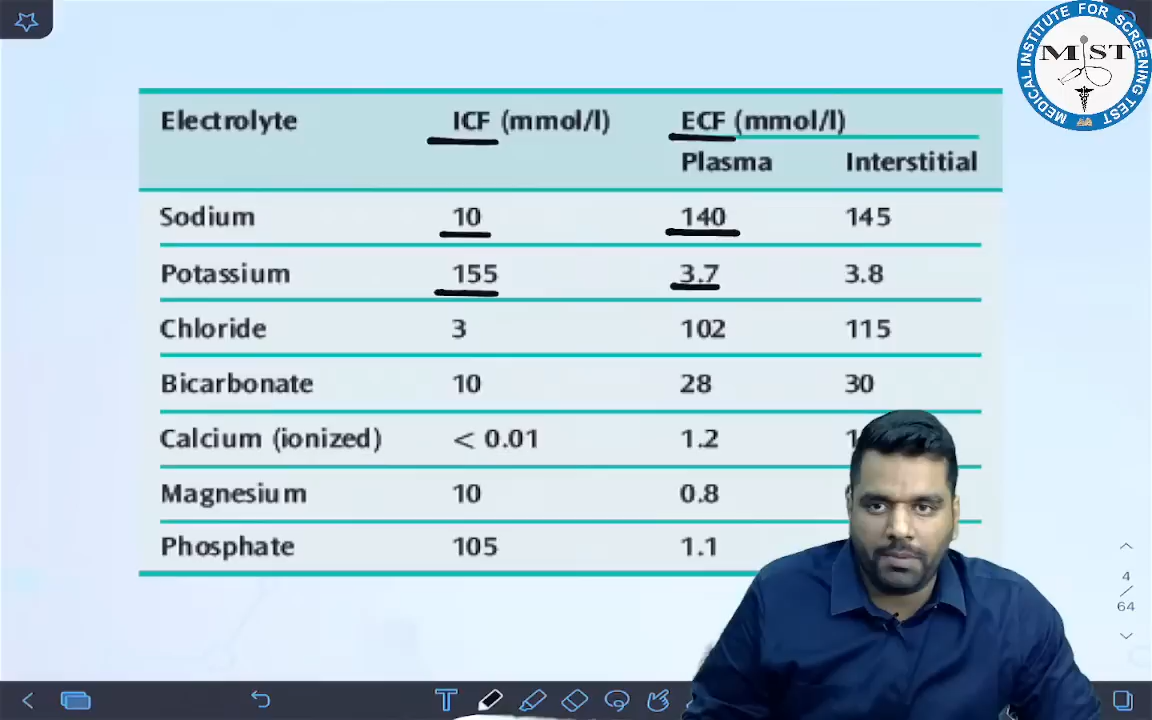 MEDICAL INSTITUTE FOR SCREENING TEST
MIST
Electrolyte ICF (mmol/l) ECF (mmol/l)
Plasma Interstitial
Sodium 10 140 145
Potassium 155 3.7 3.8
Chloride 3 102 115
Bicarbonate 10 28 30
Calcium (ionized) < 0.01 1.2
Magnesium 10 0.8
Phosphate 105 1.1
4
/
64
T